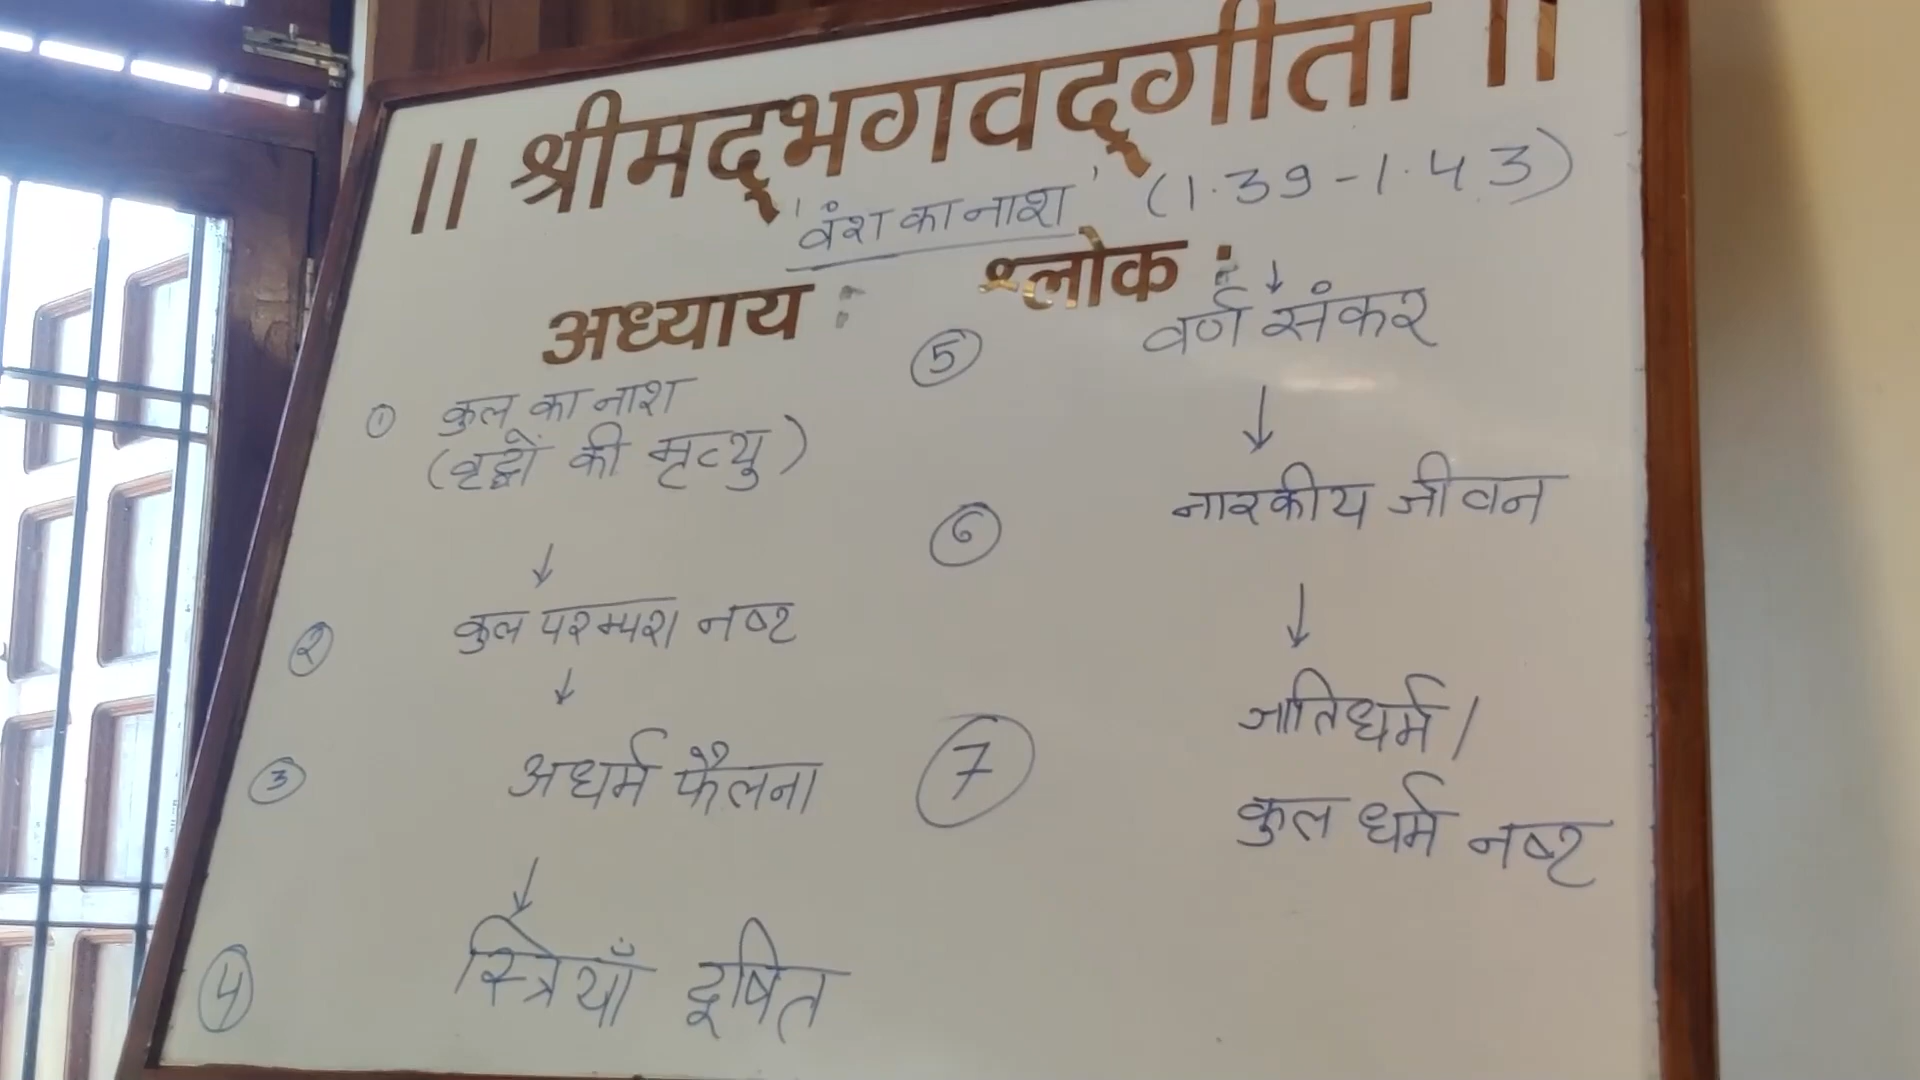 ॥ श्रीमद्भगवद्गीता ॥
'वंश का नाश' (1.39-1.43)
अध्याय : श्लोक :
① कुल का नाश
(वृद्धों की मृत्यु)
↓
② कुल परम्परा नष्ट
↓
③ अधर्म फैलना
↓
④ स्त्रियाँ दूषित
↓
⑤ वर्ण संकर
↓
⑥ नारकीय जीवन
↓
⑦ जातिधर्म/
कुल धर्म नष्ट